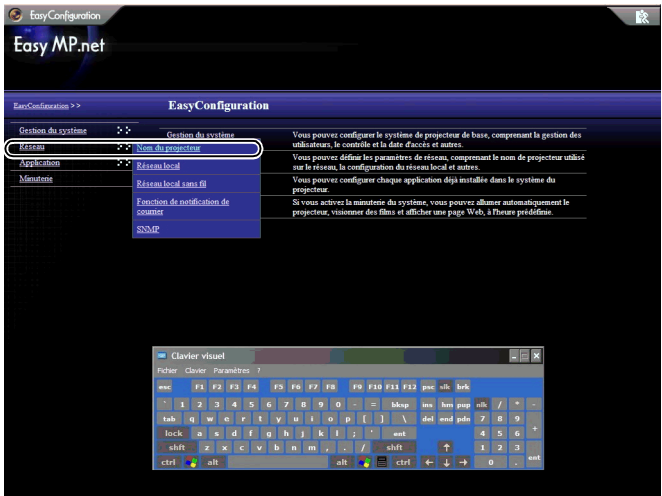 EasyConfiguration
Easy MP.net
EasyConfiguration >>
EasyConfiguration
Gestion du système
Réseau
Application
Minuterie
Nom du projecteur
Réseau local
Réseau local sans fil
Fonction de notification de
courrier
SNMP
Gestion du système
Vous pouvez configurer le système de projecteur de base, comprenant la gestion des
utilisateurs, le contrôle et la date d'accès et autres.
Vous pouvez définir les paramètres de réseau, comprenant le nom de projecteur utilisé
sur le réseau, la configuration du réseau local et autres.
Vous pouvez configurer chaque application déjà installée dans le système du
projecteur.
Si vous activez la minuterie du système, vous pouvez allumer automatiquement le
projecteur, visionner des films et afficher une page Web, à l'heure prédéfinie.
Clavier visuel
Fichier Clavier Paramètres ?
esc F1 F2 F3 F4 F5 F6 F7 F8 F9 F10 F11 F12 psc slk brk
` 1 2 3 4 5 6 7 8 9 0 - = bksp ins hm pup nlk / * -
tab q w e r t y u i o p [ ] \ del end pdn 7 8 9 +
lock a s d f g h j k l ; ' ent 4 5 6
shft z x c v b n m , . / shft ↑ 1 2 3 ent
ctrl alt alt ctrl ← ↓ → 0 .